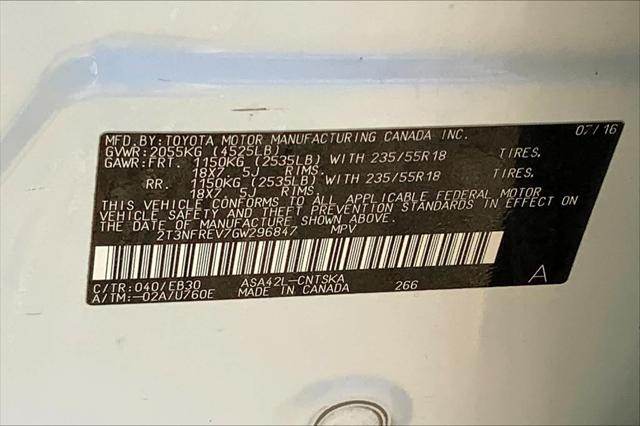 MFD. BY: TOYOTA MOTOR MANUFACTURING CANADA INC. 07/16
GVWR: 2055KG (4525LB)
GAWR: FRT. 1150KG (2535LB) WITH 235/55R18 TIRES,
18X7.5J RIMS.
RR. 1150KG (2535LB) WITH 235/55R18 TIRES,
18X7.5J RIMS.
THIS VEHICLE CONFORMS TO ALL APPLICABLE FEDERAL MOTOR
VEHICLE SAFETY AND THEFT PREVENTION STANDARDS IN EFFECT ON
THE DATE OF MANUFACTURE SHOWN ABOVE.
2T3NFREV7GW296847 MPV
C/TR: 040/EB30 ASA42L-CNTSKA
A/TM: -02A/U760E MADE IN CANADA 266 A